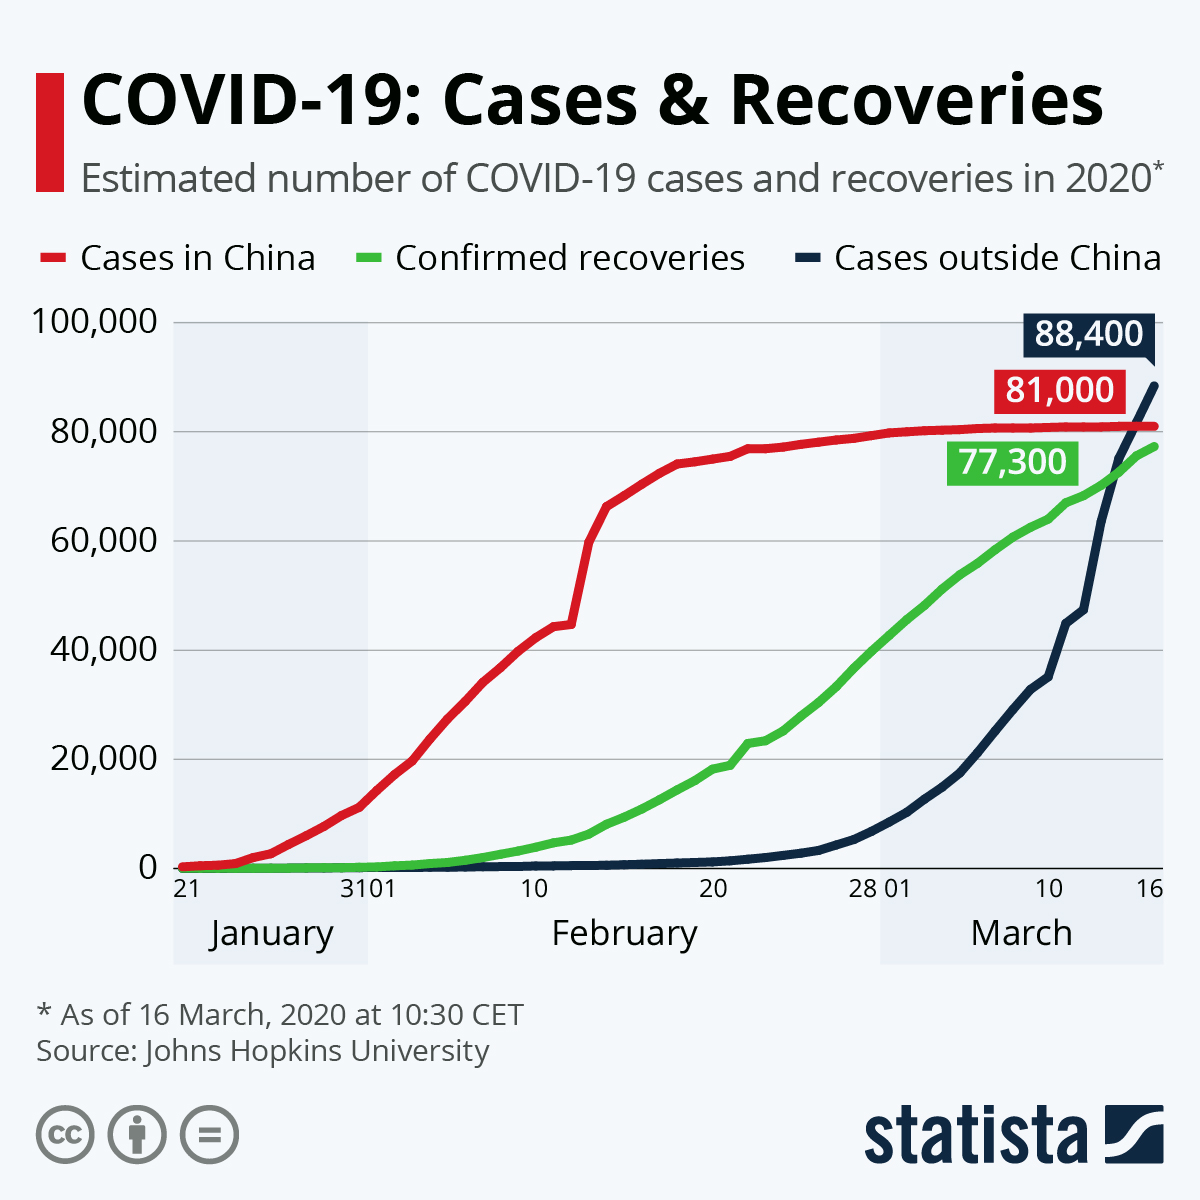 COVID-19: Cases & Recoveries
Estimated number of COVID-19 cases and recoveries in 2020*
Cases in China
Confirmed recoveries
Cases outside China
100,000
80,000
60,000
40,000
20,000
0
88,400
81,000
77,300
21
31
01
10
20
28
01
10
16
January
February
March
* As of 16 March, 2020 at 10:30 CET
Source: Johns Hopkins University
cc
statista